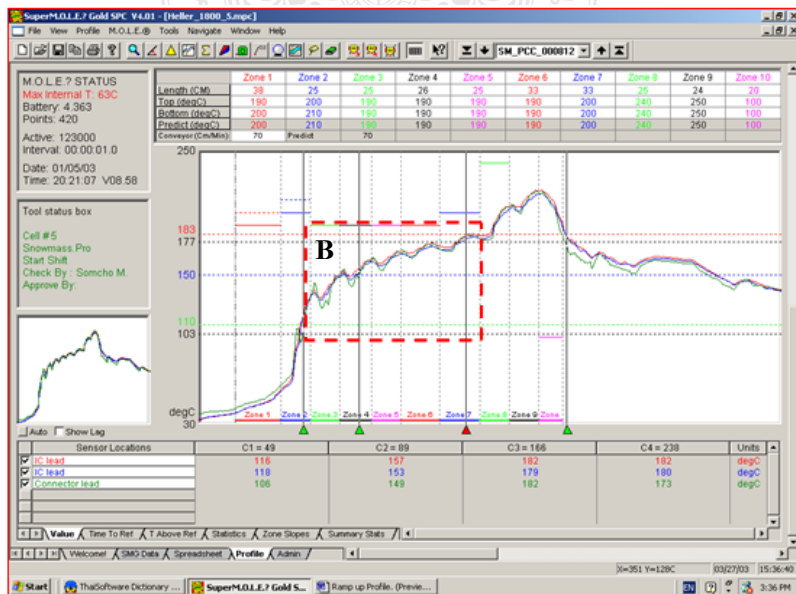 SuperM.O.L.E.? Gold SPC V4.01 - [Heller_1800_5.mpc]
File View Profile M.O.L.E.® Tools Navigate Window Help
SM_PCC_000812
M.O.L.E.? STATUS
Max Internal T: 63C
Battery: 4.363
Points: 420
Active: 123000
Interval: 00:00:01.0
Date: 01/05/03
Time: 20:21:07 V08.58
Zone 1 Zone 2 Zone 3 Zone 4 Zone 5 Zone 6 Zone 7 Zone 8 Zone 9 Zone 10
Length (CM) 38 25 25 26 25 33 33 25 24 20
Top (degC) 190 200 190 190 190 190 200 240 250 100
Bottom (degC) 190 200 190 190 190 190 200 240 250 100
Predict (degC) 200 210 190 190 190 190 200 240 250 100
Conveyor (Cm/Min) 70 Predict 70
Tool status box
Cell #5
Snowmass.Pro
Start Shift
Check By : Somcho M.
Approve By:
250
183
177
150
110
103
degC
30
B
Zone 1 Zone 2 Zone 3 Zone 4 Zone 5 Zone 6 Zone 7 Zone 8 Zone 9 Zone
Auto Show Lag
Sensor Locations C1 = 49 C2 = 89 C3 = 166 C4 = 238 Units
IC lead 116 157 182 182 degC
IC lead 118 153 179 180 degC
Connector lead 106 149 182 173 degC
Value Time To Ref T Above Ref Statistics Zone Slopes Summary Stats
Welcome! SMG Data Spreadsheet Profile Admin
X=351 Y=128C 03/27/03 15:36:40
Start ThaiSoftware Dictionary ... SuperM.O.L.E.? Gold S... Ramp up Profile. (Previe... EN 3:36 PM